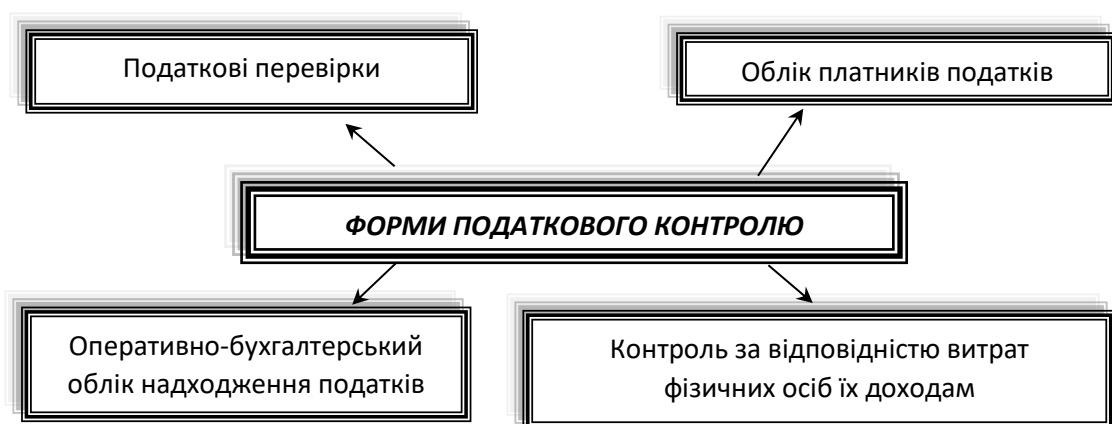 Податкові перевірки
Облік платників податків
ФОРМИ ПОДАТКОВОГО КОНТРОЛЮ
Оперативно-бухгалтерський
облік надходження податків
Контроль за відповідністю витрат
фізичних осіб їх доходам